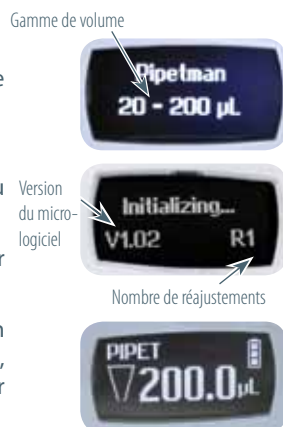 Gamme de volume
Pipetman
20 - 200 µL
Version
du micro-
logiciel
Initializing...
V1.02 R1
Nombre de réajustements
PIPET
200.0µL